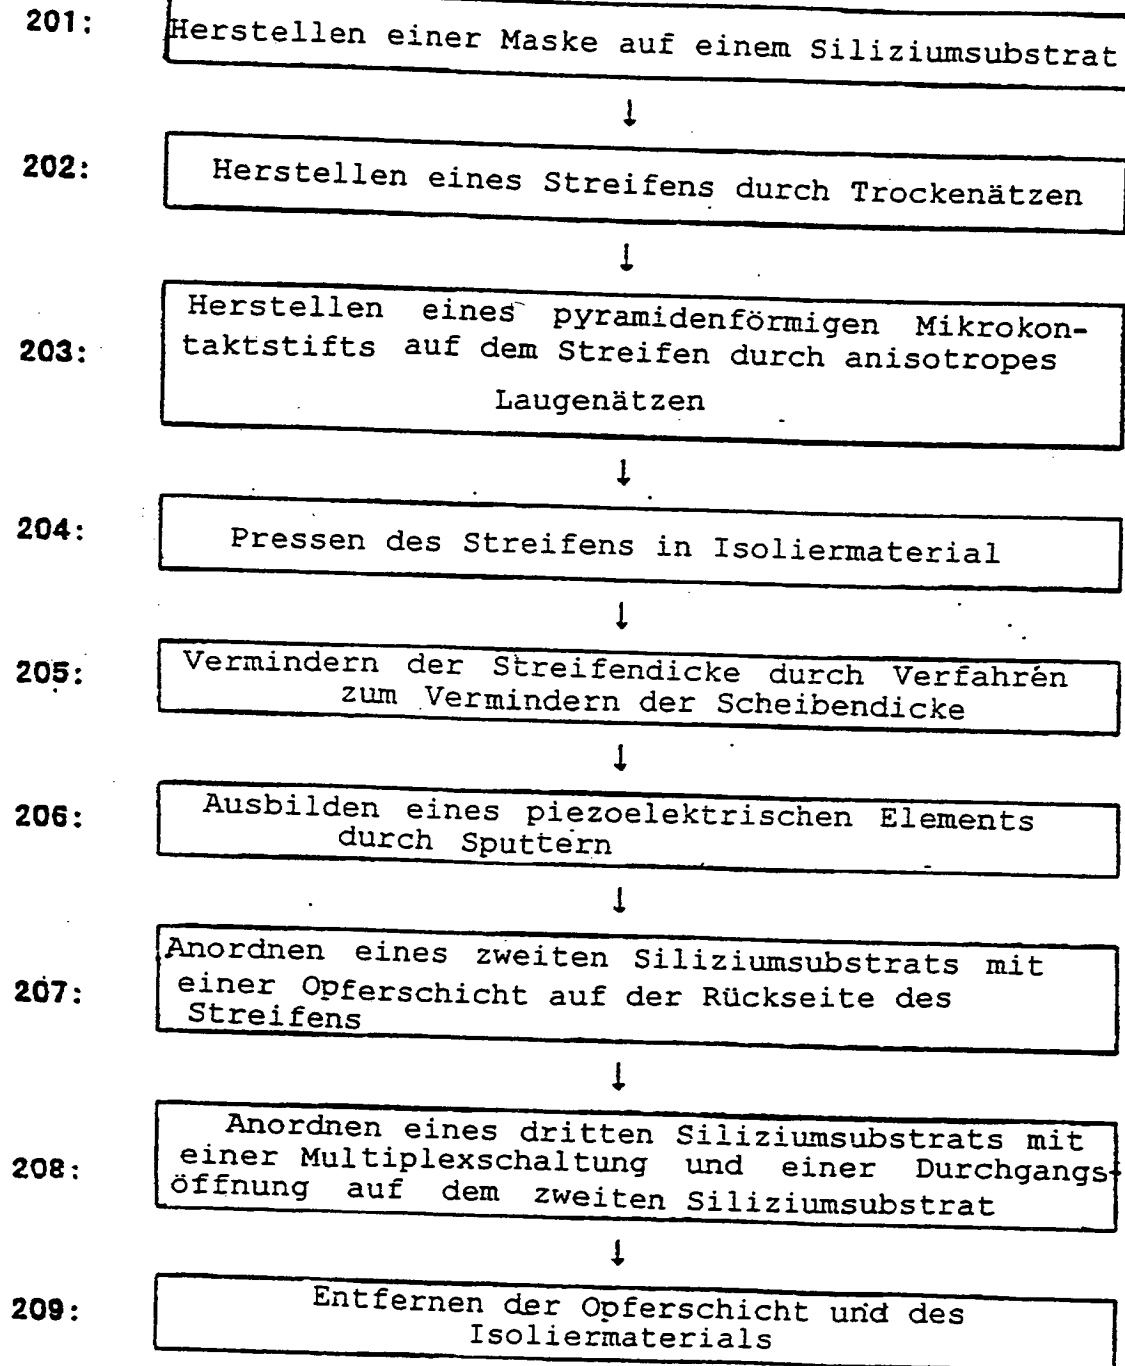 201: Herstellen einer Maske auf einem Siliziumsubstrat
↓
202: Herstellen eines Streifens durch Trockenätzen
↓
Herstellen eines pyramidenförmigen Mikrokon-
203: taktstifts auf dem Streifen durch anisotropes
Laugenätzen
↓
204: Pressen des Streifens in Isoliermaterial
↓
205: Vermindern der Streifendicke durch Verfahren
zum Vermindern der Scheibendicke
↓
206: Ausbilden eines piezoelektrischen Elements
durch Sputtern
↓
Anordnen eines zweiten Siliziumsubstrats mit
207: einer Opferschicht auf der Rückseite des
Streifens
↓
Anordnen eines dritten Siliziumsubstrats mit
208: einer Multiplexschaltung und einer Durchgangs-
öffnung auf dem zweiten Siliziumsubstrat
↓
209: Entfernen der Opferschicht und des
Isoliermaterials